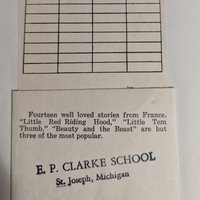 Fourteen well loved stories from France.
"Little Red Riding Hood," "Little Tom
Thumb," "Beauty and the Beast" are but
three of the most popular.
E. P. CLARKE SCHOOL
St. Joseph, Michigan